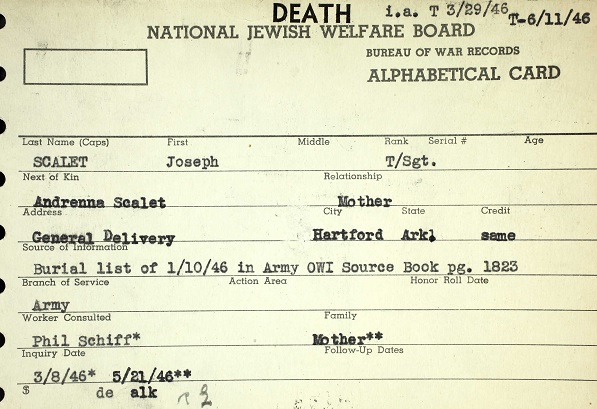 DEATH i.a. T 3/29/46 T-6/11/46
NATIONAL JEWISH WELFARE BOARD
BUREAU OF WAR RECORDS
ALPHABETICAL CARD
Last Name (Caps) First Middle Rank Serial # Age
SCALET Joseph T/Sgt.
Next of Kin Relationship
Andrenna Scalet Mother
Address City State Credit
General Delivery Hartford Ark. same
Source of Information
Burial list of 1/10/46 in Army OWI Source Book pg. 1823
Branch of Service Action Area Honor Roll Date
Army
Worker Consulted Family
Phil Schiff* Mother**
Inquiry Date Follow-Up Dates
3/8/46* 5/21/46**
$ de alk